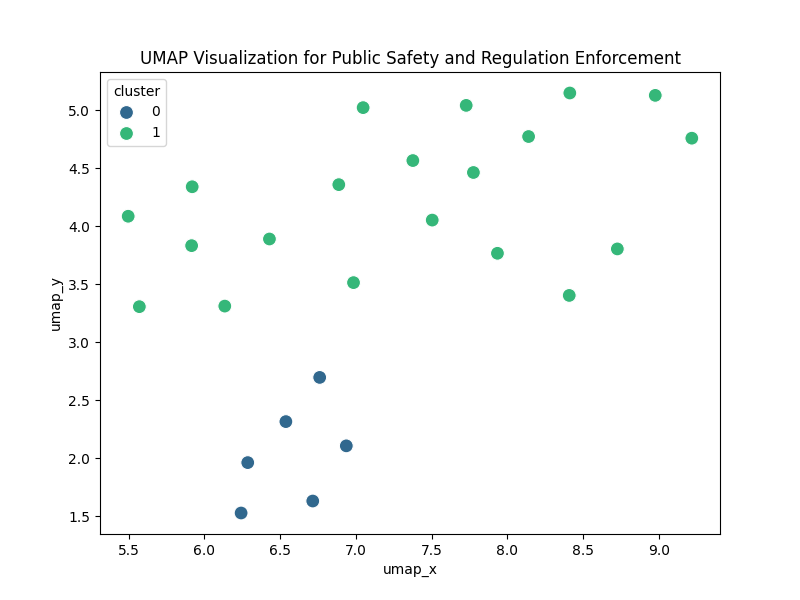 UMAP Visualization for Public Safety and Regulation Enforcement
cluster
0
1
5.0
4.5
4.0
3.5
3.0
2.5
2.0
1.5
umap_y
5.5 6.0 6.5 7.0 7.5 8.0 8.5 9.0
umap_x